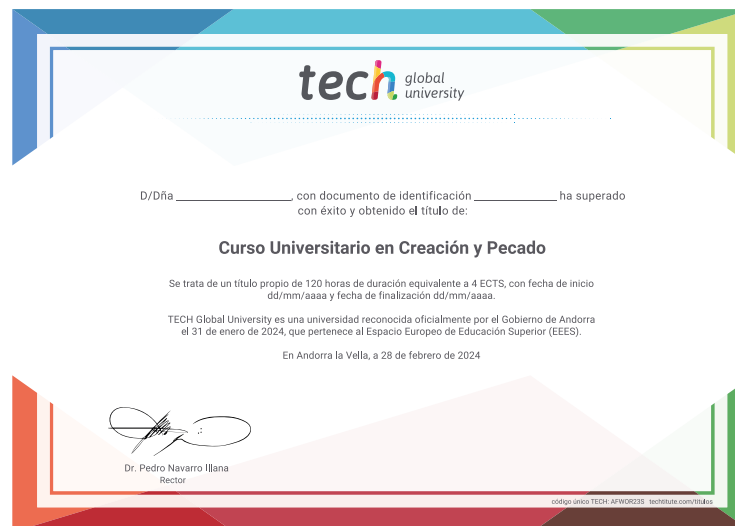 tech global
university
D/Dña ____________, con documento de identificación ____________ ha superado
con éxito y obtenido el título de:
Curso Universitario en Creación y Pecado
Se trata de un título propio de 120 horas de duración equivalente a 4 ECTS, con fecha de inicio
dd/mm/aaaa y fecha de finalización dd/mm/aaaa.
TECH Global University es una universidad reconocida oficialmente por el Gobierno de Andorra
el 31 de enero de 2024, que pertenece al Espacio Europeo de Educación Superior (EEES).
En Andorra la Vella, a 28 de febrero de 2024
Dr. Pedro Navarro Illana
Rector
código único TECH: AFWOR23S techtitute.com/titulos